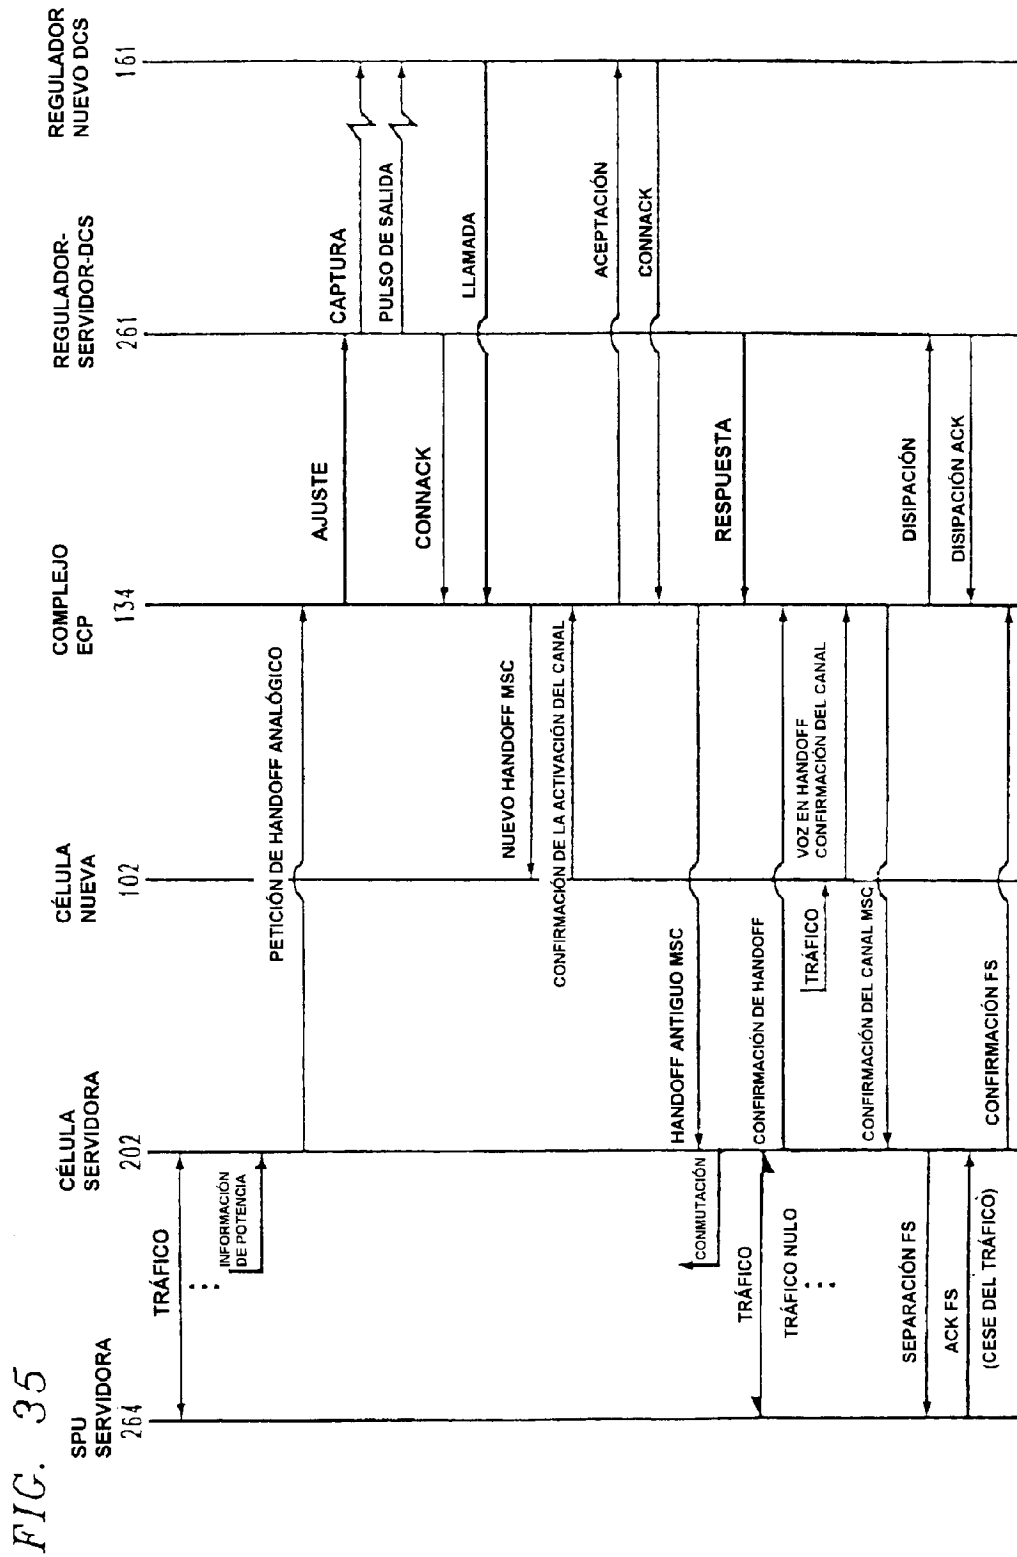 FIG. 35
SPU
SERVIDORA
264
CÉLULA
SERVIDORA
202
CÉLULA
NUEVA
102
COMPLEJO
ECP
134
REGULADOR-
SERVIDOR-DCS
261
REGULADOR
NUEVO DCS
161
TRÁFICO
INFORMACIÓN
DE POTENCIA
PETICIÓN DE HANDOFF ANALÓGICO
AJUSTE
CAPTURA
PULSO DE SALIDA
CONNACK
LLAMADA
NUEVO HANDOFF MSC
CONFIRMACIÓN DE LA ACTIVACIÓN DEL CANAL
ACEPTACIÓN
CONNACK
HANDOFF ANTIGUO MSC
CONMUTACIÓN
RESPUESTA
TRÁFICO
CONFIRMACIÓN DE HANDOFF
TRÁFICO NULO
TRÁFICO
VOZ EN HANDOFF
CONFIRMACIÓN DEL CANAL
CONFIRMACIÓN DEL CANAL MSC
SEPARACIÓN FS
DISIPACIÓN
ACK FS
(CESE DEL TRÁFICO)
DISIPACIÓN ACK
CONFIRMACIÓN FS